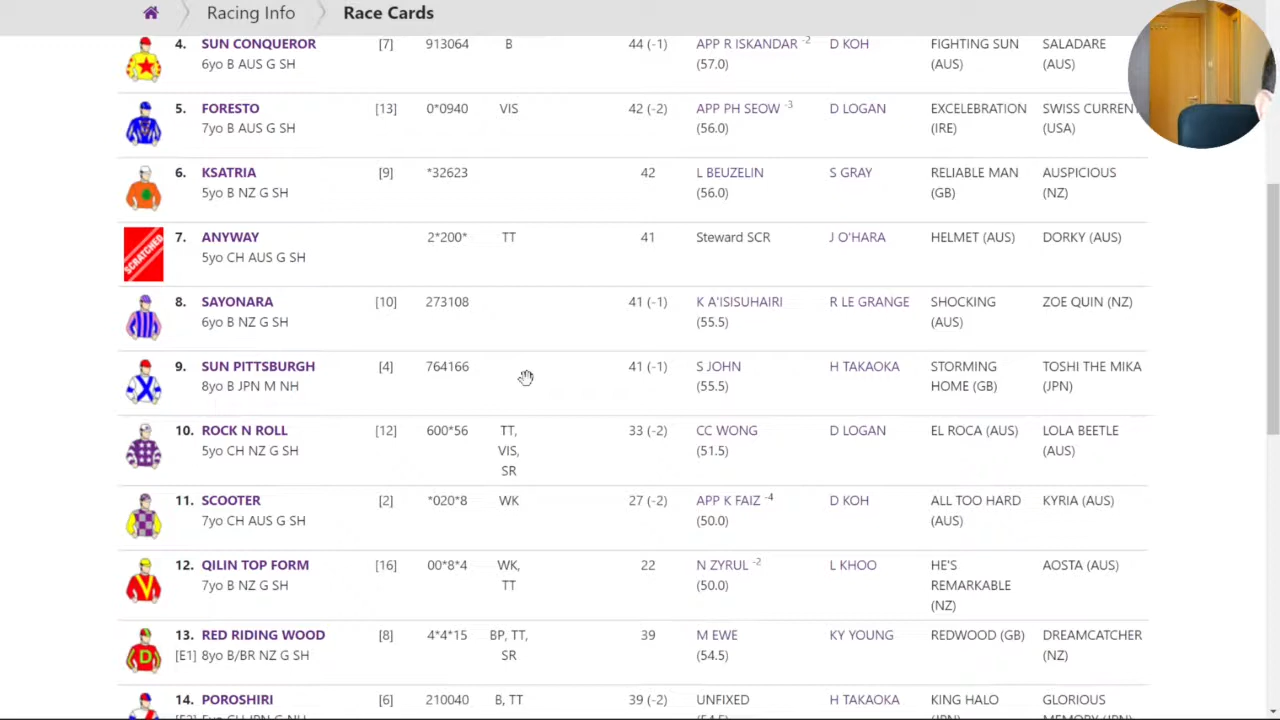 Racing Info Race Cards
4. SUN CONQUEROR [7] 913064 B 44 (-1) APP R ISKANDAR -2 D KOH FIGHTING SUN SALADARE
6yo B AUS G SH (57.0) (AUS) (AUS)
5. FORESTO [13] 0*0940 VIS 42 (-2) APP PH SEOW -3 D LOGAN EXCELEBRATION SWISS CURRENT
7yo B AUS G SH (56.0) (IRE) (USA)
6. KSATRIA [9] *32623 42 L BEUZELIN S GRAY RELIABLE MAN AUSPICIOUS
5yo B NZ G SH (56.0) (GB) (NZ)
SCRATCHED 7. ANYWAY 2*200* TT 41 Steward SCR J O'HARA HELMET (AUS) DORKY (AUS)
5yo CH AUS G SH
8. SAYONARA [10] 273108 41 (-1) K A'ISISUHAIRI R LE GRANGE SHOCKING ZOE QUIN (NZ)
6yo B NZ G SH (55.5) (AUS)
9. SUN PITTSBURGH [4] 764166 41 (-1) S JOHN H TAKAOKA STORMING TOSHI THE MIKA
8yo B JPN M NH (55.5) HOME (GB) (JPN)
10. ROCK N ROLL [12] 600*56 TT, 33 (-2) CC WONG D LOGAN EL ROCA (AUS) LOLA BEETLE
5yo CH NZ G SH VIS, (51.5) (AUS)
SR
11. SCOOTER [2] *020*8 WK 27 (-2) APP K FAIZ -4 D KOH ALL TOO HARD KYRIA (AUS)
7yo CH AUS G SH (50.0) (AUS)
12. QILIN TOP FORM [16] 00*8*4 WK, 22 N ZYRUL -2 L KHOO HE'S AOSTA (AUS)
7yo B NZ G SH TT (50.0) REMARKABLE
(NZ)
13. RED RIDING WOOD [8] 4*4*15 BP, TT, 39 M EWE KY YOUNG REDWOOD (GB) DREAMCATCHER
[E1] 8yo B/BR NZ G SH SR (54.5) (NZ)
14. POROSHIRI [6] 210040 B, TT 39 (-2) UNFIXED H TAKAOKA KING HALO GLORIOUS